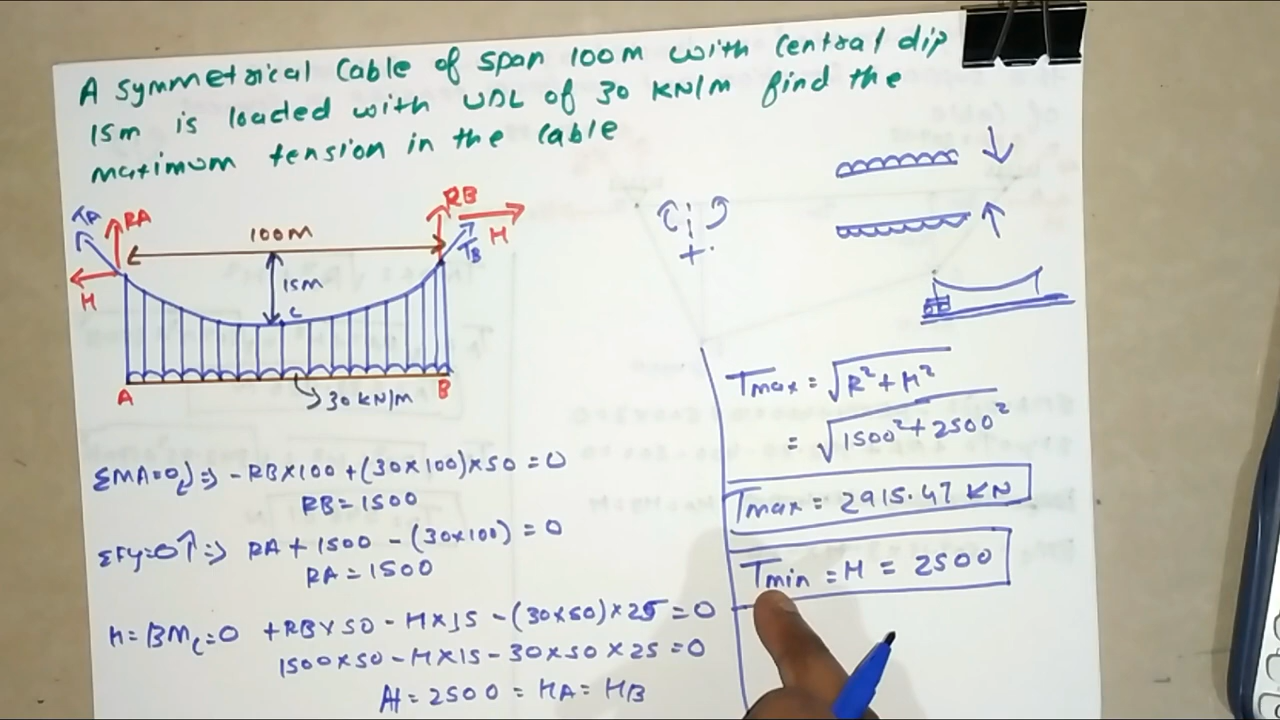 A symmetrical Cable of span 100m with central dip
15m is loaded with UDL of 30 KN/m find the
maximum tension in the cable
TA
RA
RB
H
TB
100m
H
15m
C
A
B
30 KN/m
ΣMA=0 ⇒ - RB×100 + (30×100)×50 = 0
RB = 1500
ΣFy=0↑ ⇒ RA + 1500 - (30×100) = 0
RA = 1500
H = BMc = 0 +RB×50 - H×15 - (30×50)×25 = 0
1500×50 - H×15 - 30×50×25 = 0
H = 2500 = HA = HB
+
Tmax = √R²+H²
= √1500²+2500²
Tmax = 2915.47 KN
Tmin = H = 2500